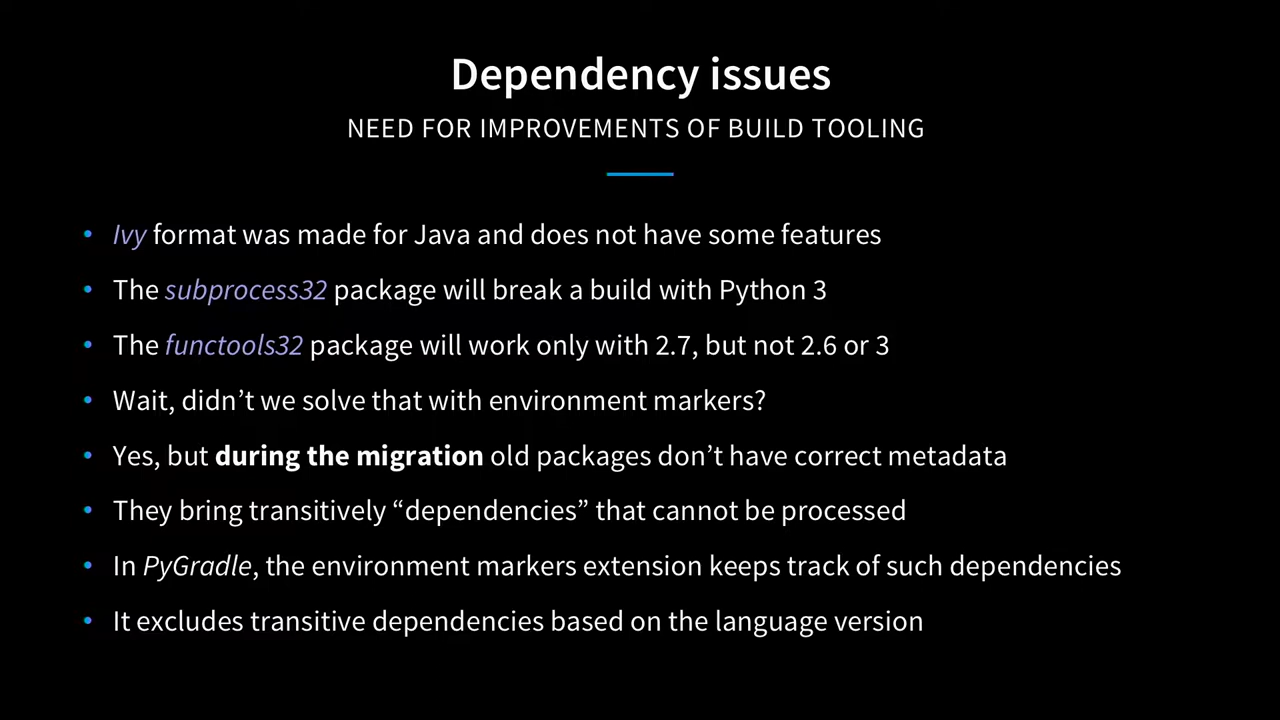 Dependency issues
NEED FOR IMPROVEMENTS OF BUILD TOOLING
• Ivy format was made for Java and does not have some features
• The subprocess32 package will break a build with Python 3
• The functools32 package will work only with 2.7, but not 2.6 or 3
• Wait, didn’t we solve that with environment markers?
• Yes, but during the migration old packages don’t have correct metadata
• They bring transitively “dependencies” that cannot be processed
• In PyGradle, the environment markers extension keeps track of such dependencies
• It excludes transitive dependencies based on the language version